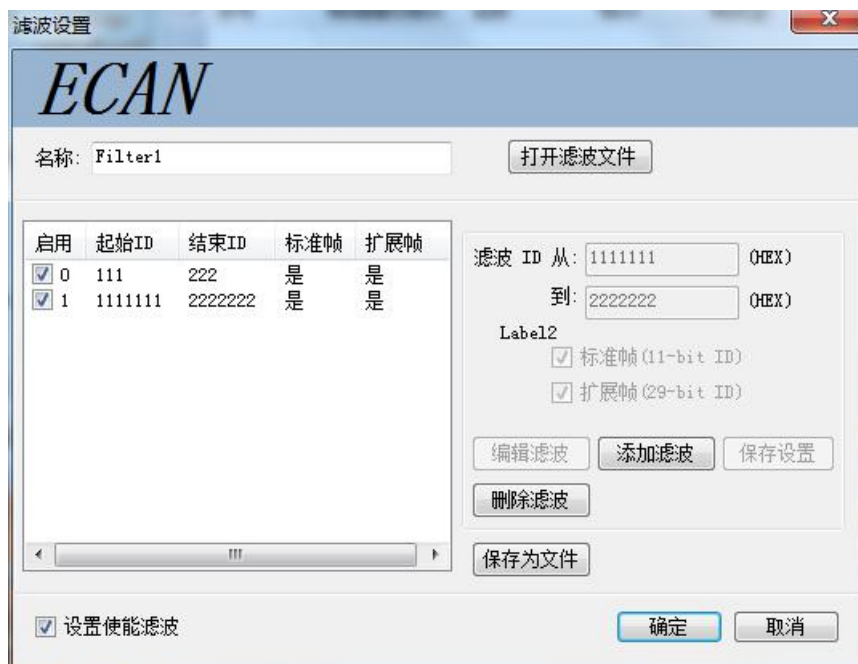 滤波设置
ECAN
名称: Filter1 打开滤波文件
启用 起始ID 结束ID 标准帧 扩展帧
0 111 222 是 是
1 1111111 2222222 是 是
滤波 ID 从: 1111111 (HEX)
到: 2222222 (HEX)
Label2
标准帧(11-bit ID)
扩展帧(29-bit ID)
编辑滤波 添加滤波 保存设置
删除滤波
保存为文件
设置使能滤波 确定 取消